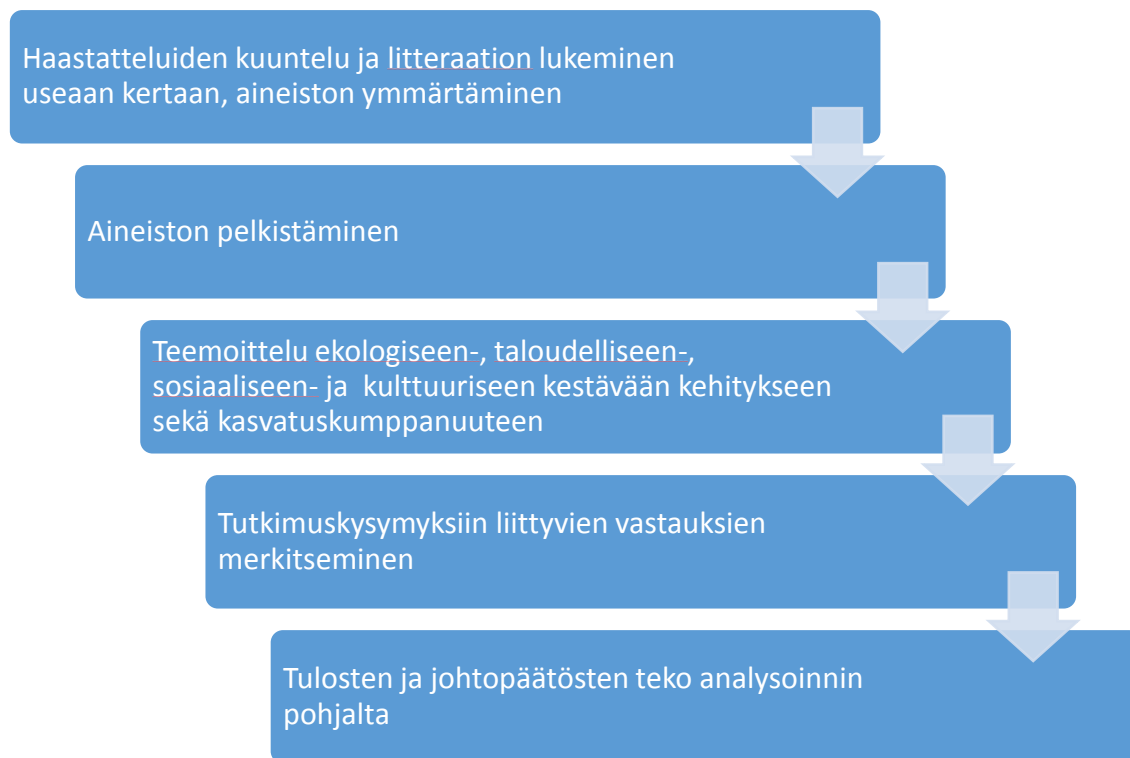 Haastatteluiden kuuntelu ja litteraation lukeminen
useaan kertaan, aineiston ymmärtäminen
Aineiston pelkistäminen
Teemoittelu ekologiseen-, taloudelliseen-,
sosiaaliseen- ja kulttuuriseen kestävään kehitykseen
sekä kasvatuskumppanuuteen
Tutkimuskysymyksiin liittyvien vastauksien
merkitseminen
Tulosten ja johtopäätösten teko analysoinnin
pohjalta